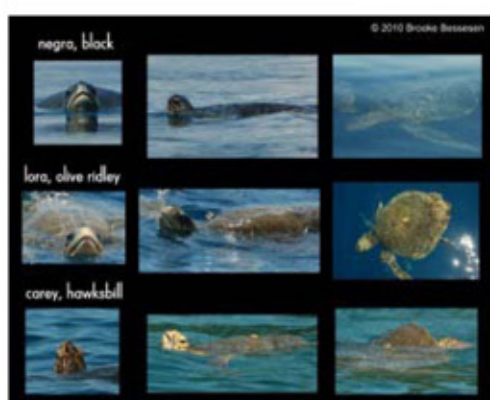 © 2010 Brooke Bessesen
negra, black
lora, olive ridley
carey, hawksbill